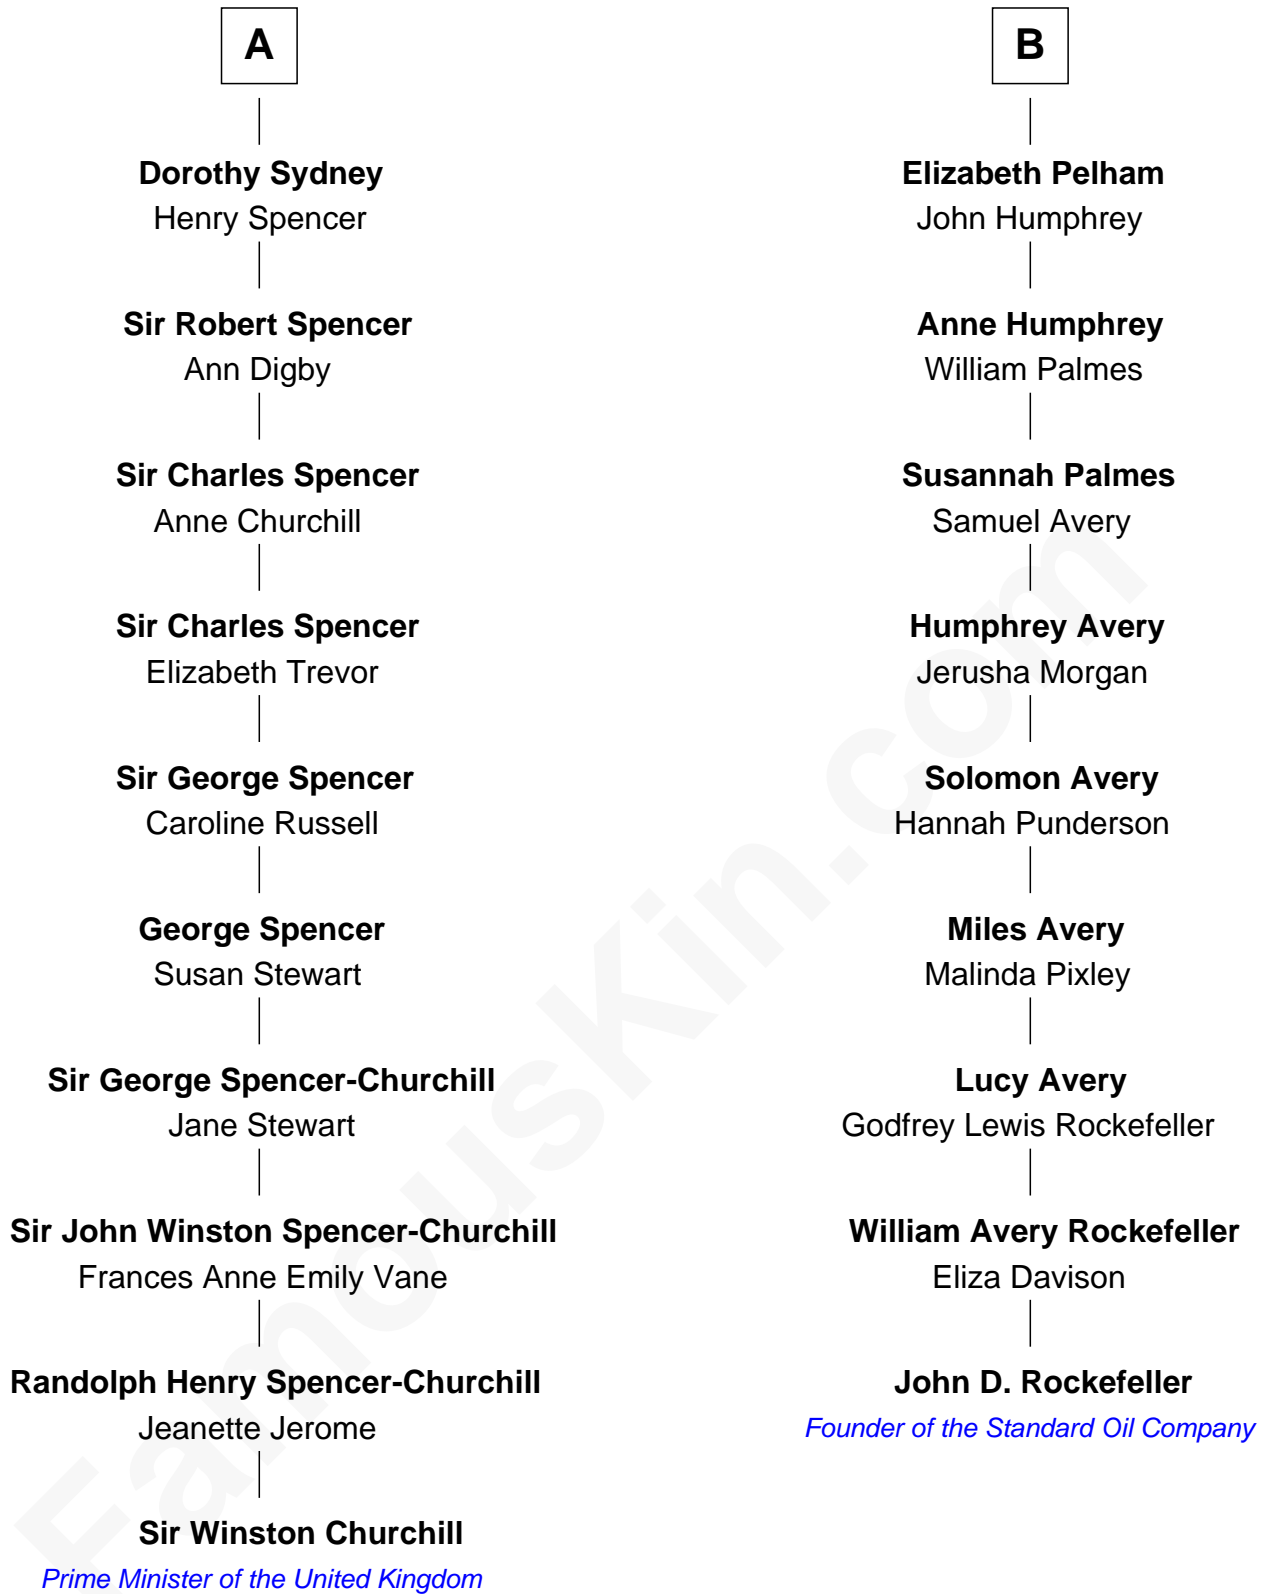 A
Dorothy Sydney
Henry Spencer
Sir Robert Spencer
Ann Digby
Sir Charles Spencer
Anne Churchill
Sir Charles Spencer
Elizabeth Trevor
Sir George Spencer
Caroline Russell
George Spencer
Susan Stewart
Sir George Spencer-Churchill
Jane Stewart
Sir John Winston Spencer-Churchill
Frances Anne Emily Vane
Randolph Henry Spencer-Churchill
Jeanette Jerome
Sir Winston Churchill
Prime Minister of the United Kingdom
B
Elizabeth Pelham
John Humphrey
Anne Humphrey
William Palmes
Susannah Palmes
Samuel Avery
Humphrey Avery
Jerusha Morgan
Solomon Avery
Hannah Punderson
Miles Avery
Malinda Pixley
Lucy Avery
Godfrey Lewis Rockefeller
William Avery Rockefeller
Eliza Davison
John D. Rockefeller
Founder of the Standard Oil Company
FamousKin.com